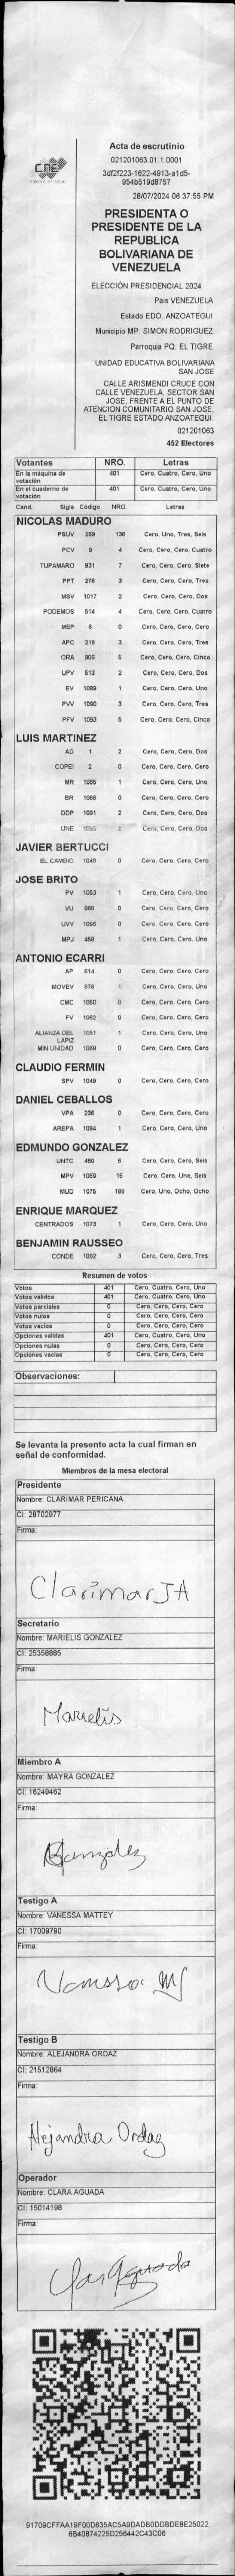 CNE
Acta de escrutinio
021201063.01.1.0001
3df2f223-1622-4913-a1d5-
954b519d8757
28/07/2024 06:37:55 PM
PRESIDENTA O
PRESIDENTE DE LA
REPUBLICA
BOLIVARIANA DE
VENEZUELA
ELECCIÓN PRESIDENCIAL 2024
País VENEZUELA
Estado EDO. ANZOATEGUI
Municipio MP. SIMON RODRIGUEZ
Parroquia PQ. EL TIGRE
UNIDAD EDUCATIVA BOLIVARIANA
SAN JOSE
CALLE ARISMENDI CRUCE CON
CALLE VENEZUELA, SECTOR SAN
JOSE, FRENTE A EL PUNTO DE
ATENCION COMUNITARIO SAN JOSE,
EL TIGRE ESTADO ANZOATEGUI.
021201063
452 Electores
Votantes NRO. Letras
En la máquina de votación 401 Cero, Cuatro, Cero, Uno
En el cuaderno de votación 401 Cero, Cuatro, Cero, Uno
Cand. Sigla Código NRO. Letras
NICOLAS MADURO
PSUV 269 136 Cero, Uno, Tres, Seis
PCV 9 4 Cero, Cero, Cero, Cuatro
TUPAMARO 931 7 Cero, Cero, Cero, Siete
PPT 276 3 Cero, Cero, Cero, Tres
MSV 1017 2 Cero, Cero, Cero, Dos
PODEMOS 514 4 Cero, Cero, Cero, Cuatro
MEP 6 0 Cero, Cero, Cero, Cero
APC 219 3 Cero, Cero, Cero, Tres
ORA 906 5 Cero, Cero, Cero, Cinco
UPV 513 2 Cero, Cero, Cero, Dos
EV 1089 1 Cero, Cero, Cero, Uno
PVV 1090 3 Cero, Cero, Cero, Tres
PFV 1093 5 Cero, Cero, Cero, Cinco
LUIS MARTINEZ
AD 1 2 Cero, Cero, Cero, Dos
COPEI 2 0 Cero, Cero, Cero, Cero
MR 1065 1 Cero, Cero, Cero, Uno
BR 1066 0 Cero, Cero, Cero, Cero
DDP 1091 2 Cero, Cero, Cero, Dos
UNE 1095 2 Cero, Cero, Cero, Dos
JAVIER BERTUCCI
EL CAMBIO 1048 0 Cero, Cero, Cero, Cero
JOSE BRITO
PV 1053 1 Cero, Cero, Cero, Uno
VU 868 0 Cero, Cero, Cero, Cero
UVV 1096 0 Cero, Cero, Cero, Cero
MPJ 458 1 Cero, Cero, Cero, Uno
ANTONIO ECARRI
AP 814 0 Cero, Cero, Cero, Cero
MOVEV 878 1 Cero, Cero, Cero, Uno
CMC 1050 0 Cero, Cero, Cero, Cero
FV 1062 0 Cero, Cero, Cero, Cero
ALIANZA DEL LAPIZ 1051 1 Cero, Cero, Cero, Uno
MIN UNIDAD 1069 0 Cero, Cero, Cero, Cero
CLAUDIO FERMIN
SPV 1049 0 Cero, Cero, Cero, Cero
DANIEL CEBALLOS
VPA 236 0 Cero, Cero, Cero, Cero
AREPA 1094 1 Cero, Cero, Cero, Uno
EDMUNDO GONZALEZ
UNTC 460 6 Cero, Cero, Cero, Seis
MPV 1059 16 Cero, Cero, Uno, Seis
MUD 1075 188 Cero, Uno, Ocho, Ocho
ENRIQUE MARQUEZ
CENTRADOS 1073 1 Cero, Cero, Cero, Uno
BENJAMIN RAUSSEO
CONDE 1092 3 Cero, Cero, Cero, Tres
Resumen de votos
Votos 401 Cero, Cuatro, Cero, Uno
Votos validos 401 Cero, Cuatro, Cero, Uno
Votos parciales 0 Cero, Cero, Cero, Cero
Votos nulos 0 Cero, Cero, Cero, Cero
Votos vacios 0 Cero, Cero, Cero, Cero
Opciones validas 401 Cero, Cuatro, Cero, Uno
Opciones nulas 0 Cero, Cero, Cero, Cero
Opciones vacias 0 Cero, Cero, Cero, Cero
Observaciones:
Se levanta la presente acta la cual firman en
señal de conformidad.
Miembros de la mesa electoral
Presidente
Nombre: CLARIMAR PERICANA
CI: 28702977
Firma:
Clarimar JA
Secretario
Nombre: MARIELIS GONZALEZ
CI: 25358885
Firma:
Marielis
Miembro A
Nombre: MAYRA GONZALEZ
CI: 16249462
Firma:
Gonzalez
Testigo A
Nombre: VANESSA MATTEY
CI: 17009790
Firma:
Vanessa M
Testigo B
Nombre: ALEJANDRA ORDAZ
CI: 21512864
Firma:
Alejandra Ordaz
Operador
Nombre: CLARA AGUADA
CI: 15014198
Firma:
91709CFFAA19F00D635AC5A9DADB0DDBDE8E25022
6B40874225D256442C43C06